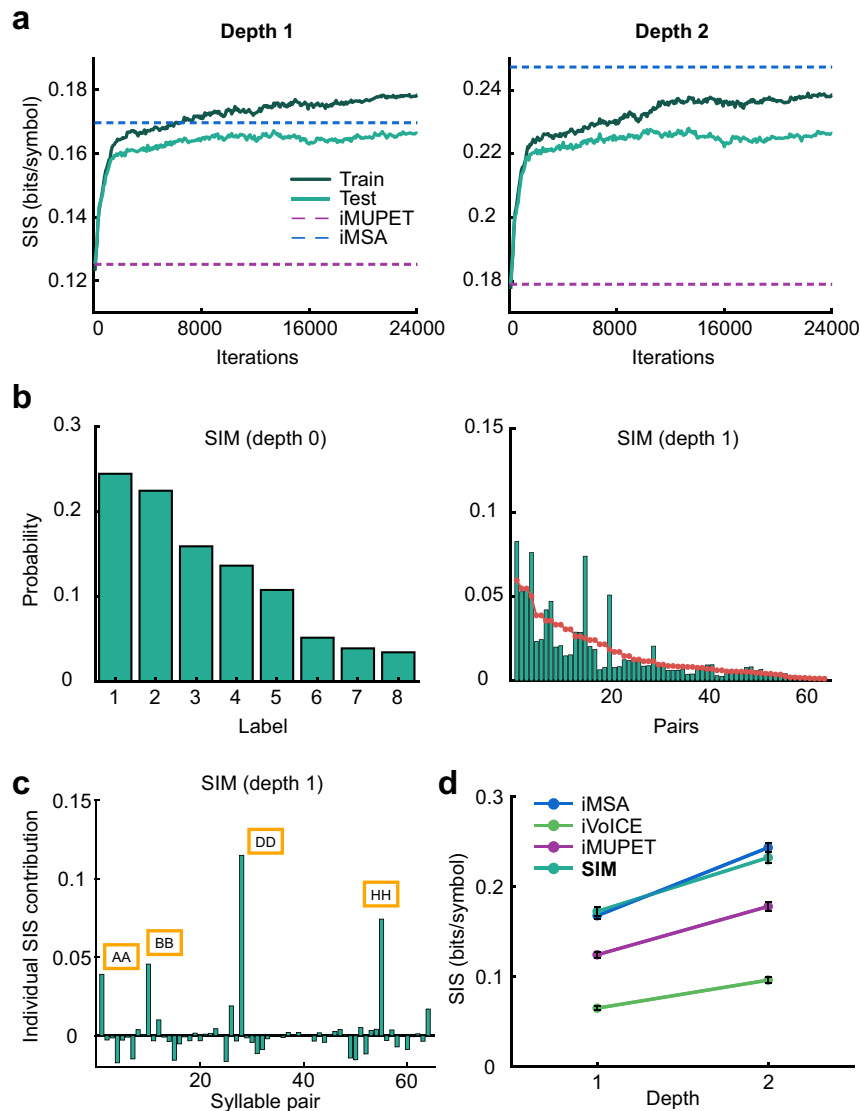 a
Depth 1
Depth 2
SIS (bits/symbol)
0.18
0.16
0.14
0.12
0
8000
16000
24000
Iterations
Train
Test
iMUPET
iMSA
0.24
0.22
0.2
0.18
0
8000
16000
24000
Iterations
b
SIM (depth 0)
Probability
0.3
0.2
0.1
0
1 2 3 4 5 6 7 8
Label
SIM (depth 1)
0.15
0.1
0.05
0
20 40 60
Pairs
c
SIM (depth 1)
Individual SIS contribution
0.15
0.1
0.05
0
AA
BB
DD
HH
20 40 60
Syllable pair
d
iMSA
iVoICE
iMUPET
SIM
SIS (bits/symbol)
0.3
0.2
0.1
0
1 2
Depth